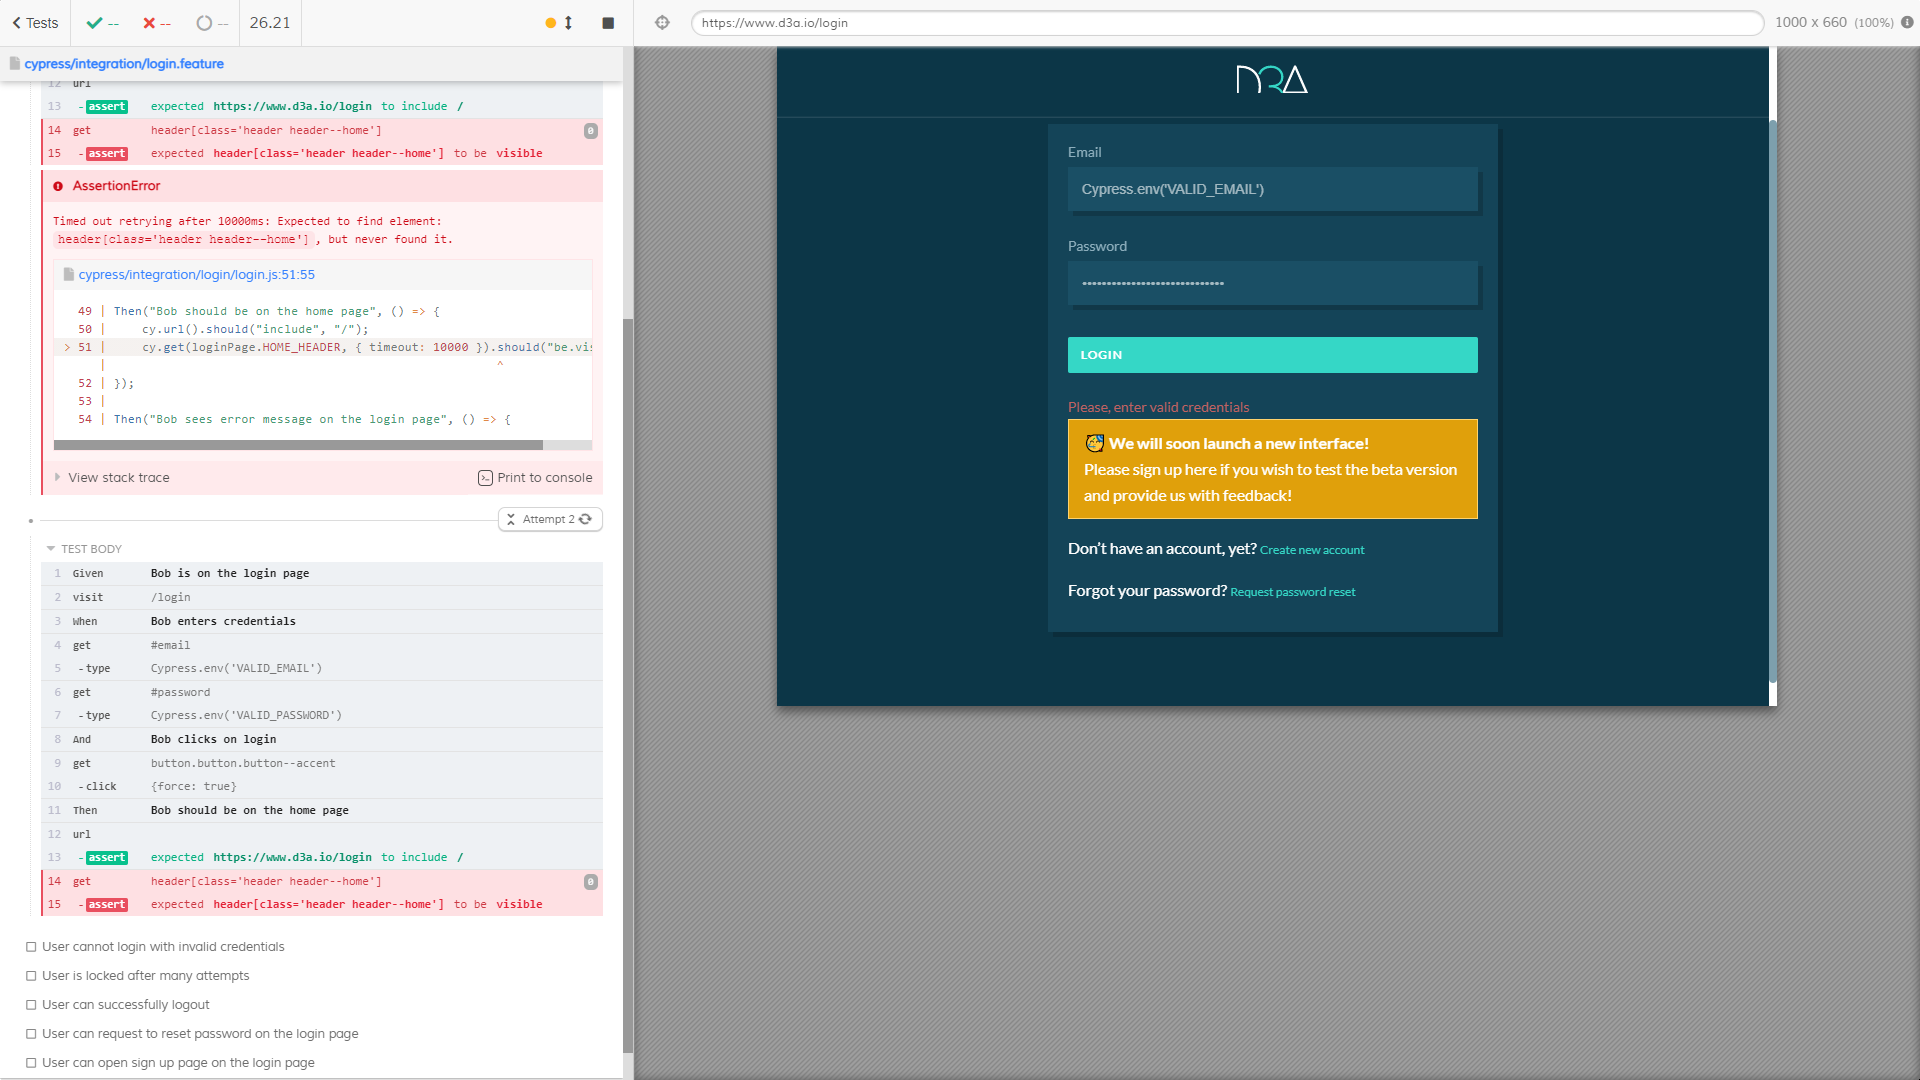 Tests
--
--
--
26.21
https://www.d3a.io/login
1000 x 660 (100%)
cypress/integration/login.feature
12 url
13 -assert expected https://www.d3a.io/login to include /
14 get header[class='header header--home'] 0
15 -assert expected header[class='header header--home'] to be visible
AssertionError
Timed out retrying after 10000ms: Expected to find element:
header[class='header header--home'], but never found it.
cypress/integration/login/login.js:51:55
49 | Then("Bob should be on the home page", () => {
50 | cy.url().should("include", "/");
> 51 | cy.get(loginPage.HOME_HEADER, { timeout: 10000 }).should("be.vis
| ^
52 | });
53 |
54 | Then("Bob sees error message on the login page", () => {
View stack trace
Print to console
Attempt 2
TEST BODY
1 Given Bob is on the login page
2 visit /login
3 When Bob enters credentials
4 get #email
5 -type Cypress.env('VALID_EMAIL')
6 get #password
7 -type Cypress.env('VALID_PASSWORD')
8 And Bob clicks on login
9 get button.button.button--accent
10 -click {force: true}
11 Then Bob should be on the home page
12 url
13 -assert expected https://www.d3a.io/login to include /
14 get header[class='header header--home'] 0
15 -assert expected header[class='header header--home'] to be visible
User cannot login with invalid credentials
User is locked after many attempts
User can successfully logout
User can request to reset password on the login page
User can open sign up page on the login page
Email
Cypress.env('VALID_EMAIL')
Password
LOGIN
Please, enter valid credentials
We will soon launch a new interface!
Please sign up here if you wish to test the beta version
and provide us with feedback!
Don't have an account, yet? Create new account
Forgot your password? Request password reset